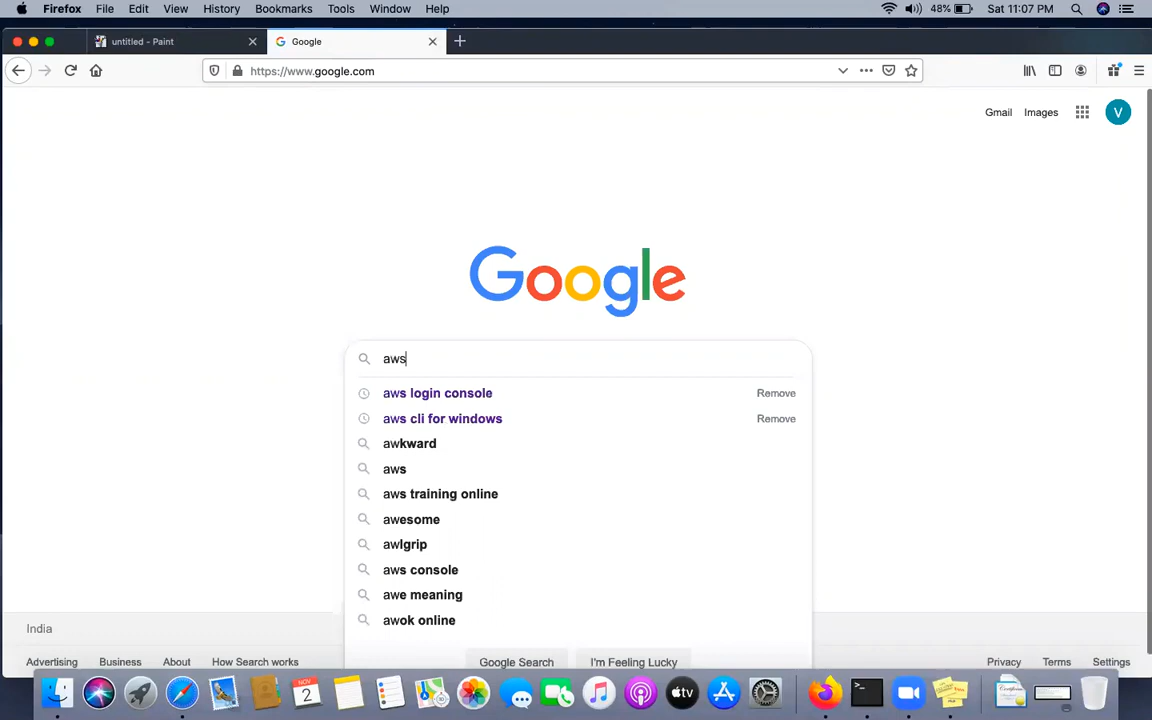 Firefox File Edit View History Bookmarks Tools Window Help 48% Sat 11:07 PM
untitled - Paint Google
https://www.google.com
Gmail Images V
Google
aws
aws login console Remove
aws cli for windows Remove
awkward
aws
aws training online
awesome
awlgrip
aws console
awe meaning
awok online
India
Google Search I'm Feeling Lucky
Advertising Business About How Search works Privacy Terms Settings
NOV
2
tv